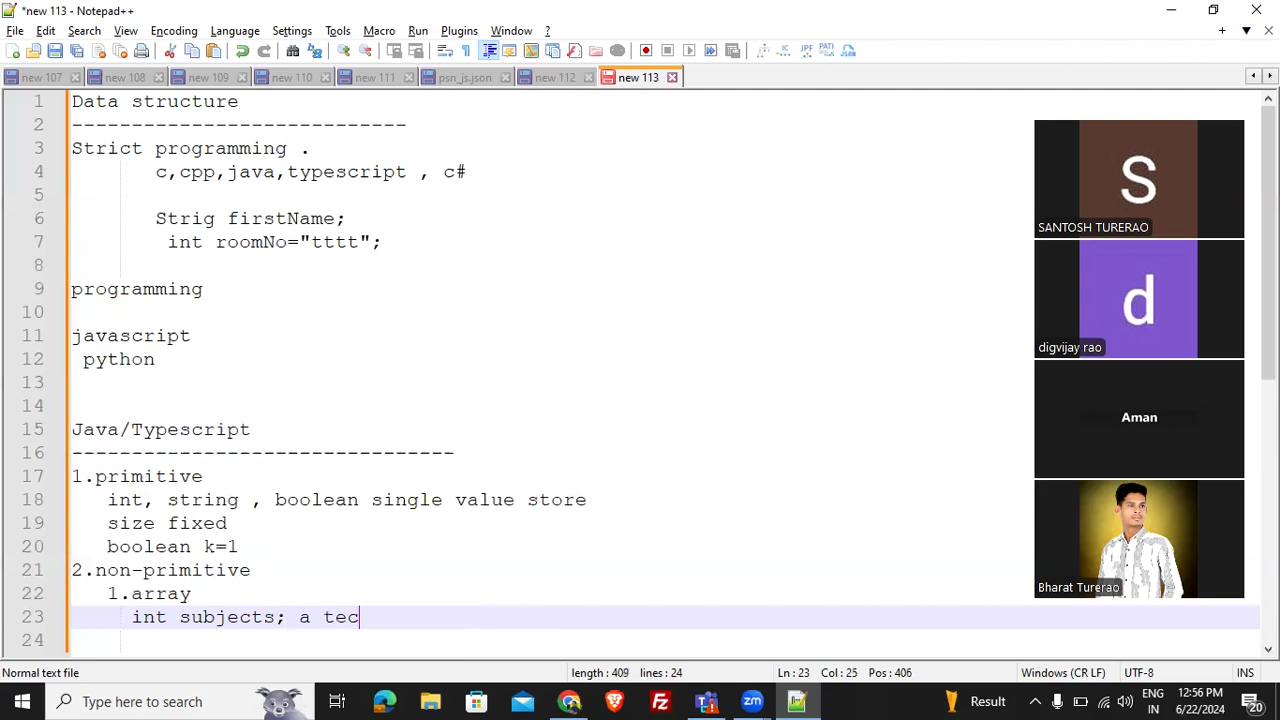 *new 113 - Notepad++
File Edit Search View Encoding Language Settings Tools Macro Run Plugins Window ?
new 107 new 108 new 109 new 110 new 111 psn_js.json new 112 new 113
1 Data structure
2 ----------------------------
3 Strict programming .
4 c,cpp,java,typescript , c#
5
6 Strig firstName;
7 int roomNo="tttt";
8
9 programming
10
11 javascript
12 python
13
14
15 Java/Typescript
16 --------------------------------
17 1.primitive
18 int, string , boolean single value store
19 size fixed
20 boolean k=1
21 2.non-primitive
22 1.array
23 int subjects; a tec
24
S
SANTOSH TURERAO
d
digvijay rao
Aman
Bharat Turerao
Normal text file length : 409 lines : 24 Ln : 23 Col : 25 Pos : 406 Windows (CR LF) UTF-8 INS
Type here to search
Result
ENG
IN
12:56 PM
6/22/2024
20